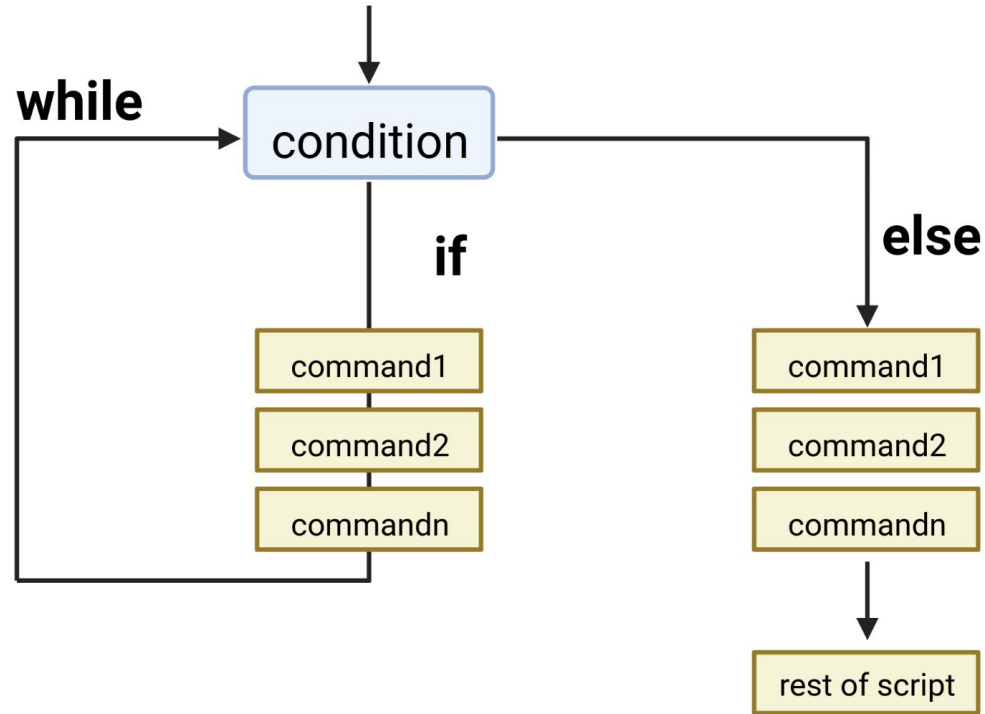 while
condition
if
else
command1
command1
command2
command2
commandn
commandn
rest of script